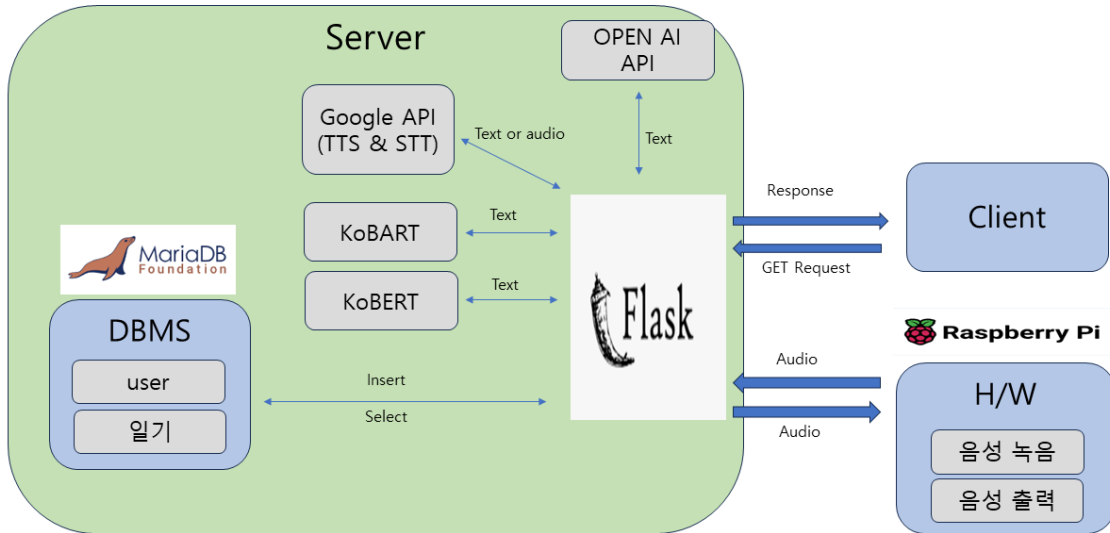 Server
OPEN AI
API
Google API
(TTS & STT)
Text or audio
Text
Response
Client
GET Request
KoBART
Text
KoBERT
Text
MariaDB
Foundation
Flask
DBMS
user
일기
Insert
Select
Raspberry Pi
Audio
Audio
H/W
음성 녹음
음성 출력